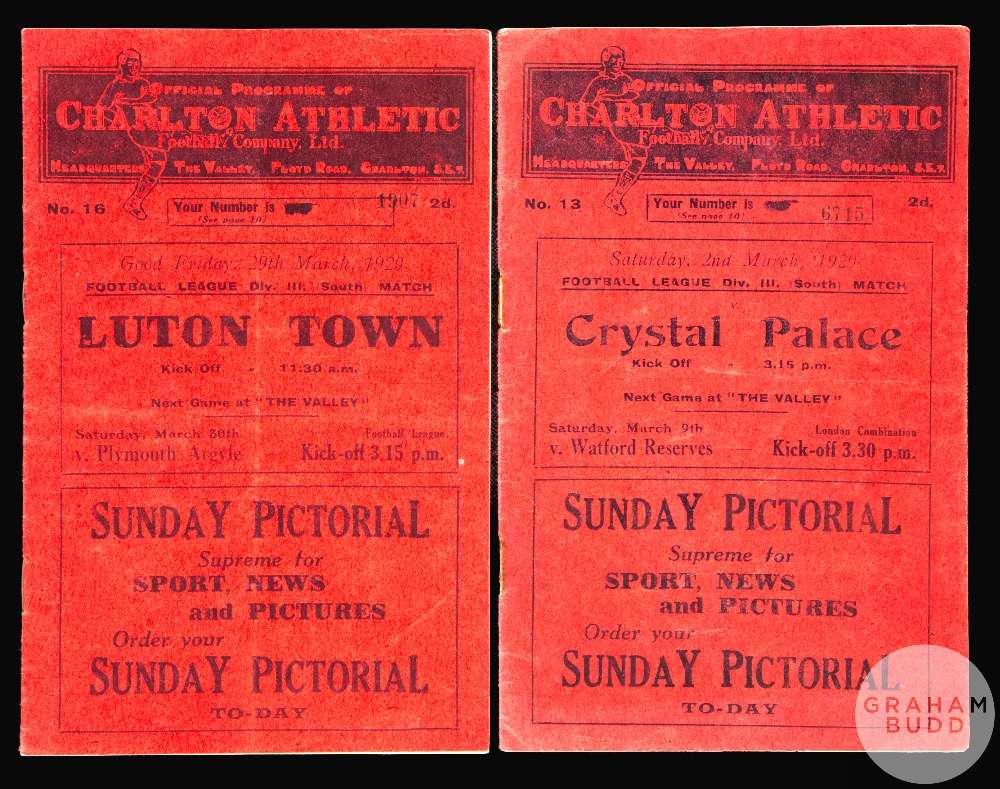 OFFICIAL PROGRAMME OF
CHARLTON ATHLETIC
Football Company, Ltd.
HEADQUARTERS THE VALLEY, FLOYD ROAD, CHARLTON, S.E.7.
No. 16
Your Number is
(See page 10)
1907
2d.
Good Friday, 29th March, 1929
FOOTBALL LEAGUE Div. III. (South) MATCH
LUTON TOWN
Kick Off - 11.30 a.m.
Next Game at "THE VALLEY"
Saturday, March 30th Football League.
v. Plymouth Argyle — Kick-off 3.15 p.m.
SUNDAY PICTORIAL
Supreme for
SPORT, NEWS
and PICTURES
Order your
SUNDAY PICTORIAL
TO-DAY
OFFICIAL PROGRAMME OF
CHARLTON ATHLETIC
Football Company, Ltd.
HEADQUARTERS THE VALLEY, FLOYD ROAD, CHARLTON, S.E.7.
No. 13
Your Number is
(See page 10)
6715
2d.
Saturday, 2nd March, 1929
FOOTBALL LEAGUE Div. III. (South) MATCH
Crystal Palace
Kick Off - 3.15 p.m.
Next Game at "THE VALLEY"
Saturday, March 9th London Combination
v. Watford Reserves — Kick-off 3.30 p.m.
SUNDAY PICTORIAL
Supreme for
SPORT, NEWS
and PICTURES
Order your
SUNDAY PICTORIAL
TO-DAY
GRAHAM
BUDD